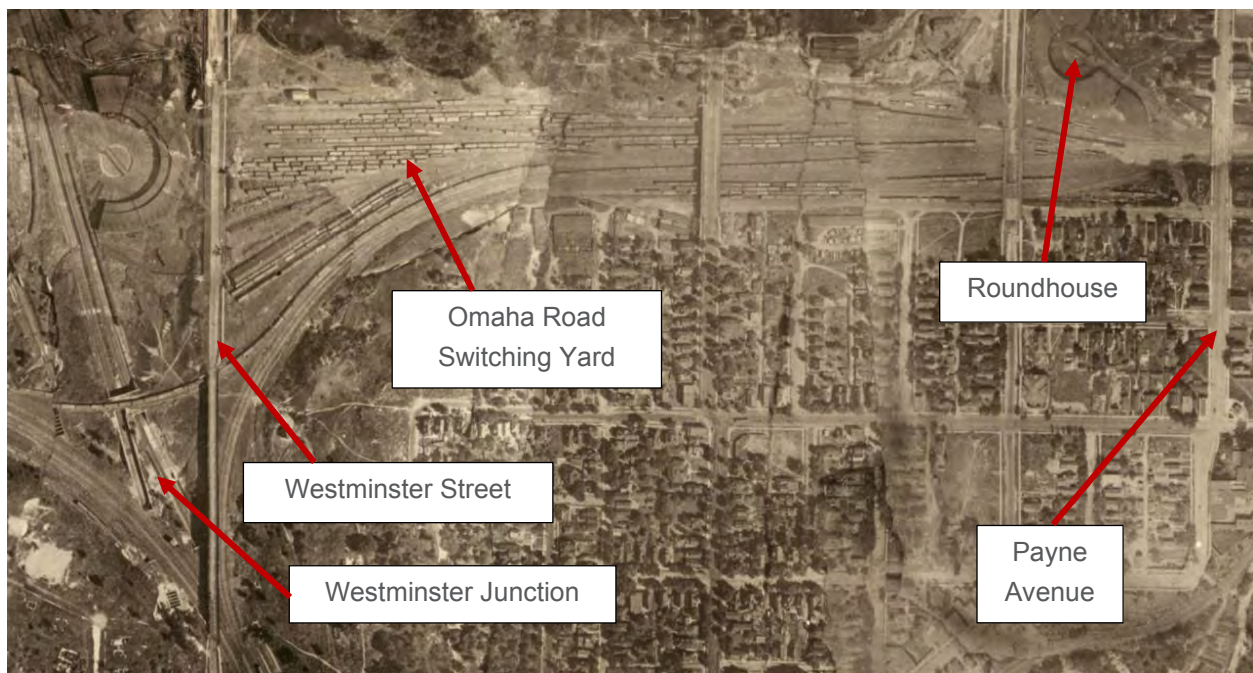 Roundhouse
Omaha Road
Switching Yard
Westminster Street
Westminster Junction
Payne
Avenue